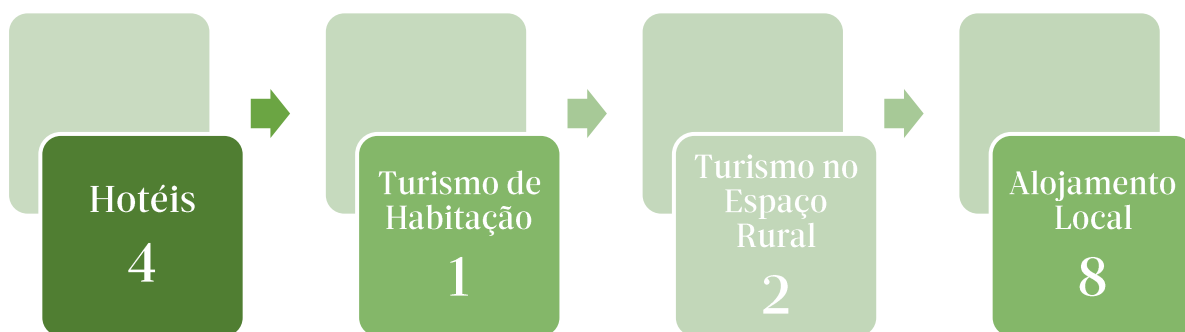 Hotéis
4
Turismo de
Habitação
1
Turismo no
Espaço
Rural
2
Alojamento
Local
8